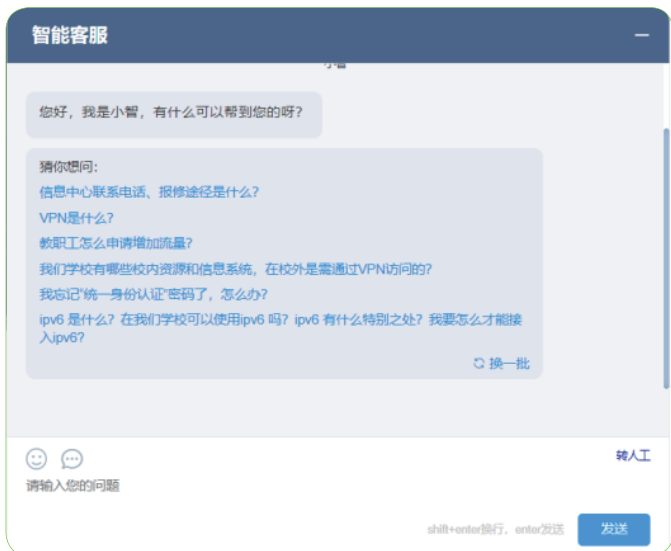 智能客服
您好，我是小智，有什么可以帮到您的呀？
猜你想问：
信息中心联系电话、报修途径是什么？
VPN是什么？
教职工怎么申请增加流量？
我们学校有哪些校内资源和信息系统，在校外是需通过VPN访问的？
我忘记"统一身份认证"密码了，怎么办？
ipv6 是什么？在我们学校可以使用ipv6 吗？ipv6 有什么特别之处？我要怎么才能接
入ipv6?
换一批
转人工
请输入您的问题
shift+enter换行，enter发送
发送